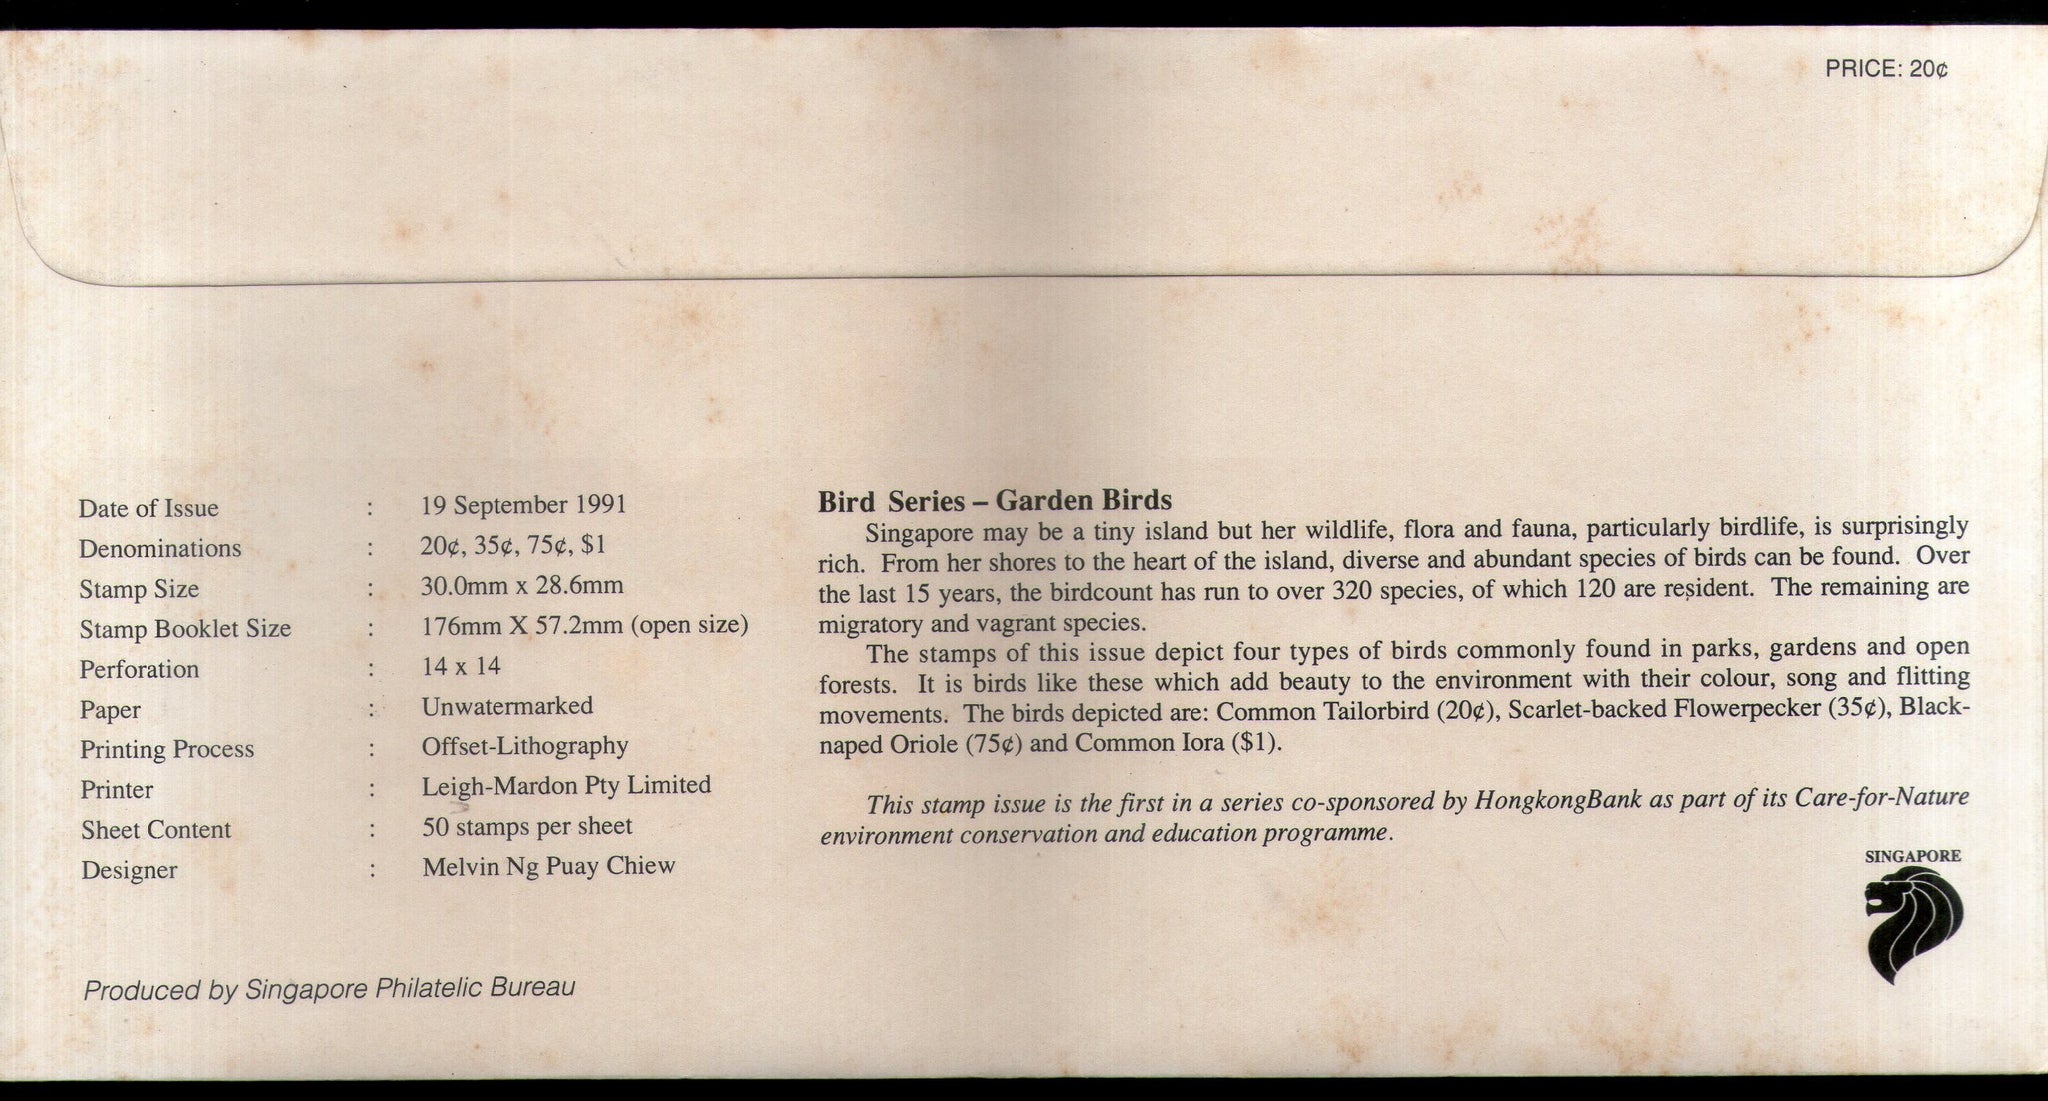 PRICE: 20¢
Date of Issue : 19 September 1991
Denominations : 20¢, 35¢, 75¢, $1
Stamp Size : 30.0mm x 28.6mm
Stamp Booklet Size : 176mm X 57.2mm (open size)
Perforation : 14 x 14
Paper : Unwatermarked
Printing Process : Offset-Lithography
Printer : Leigh-Mardon Pty Limited
Sheet Content : 50 stamps per sheet
Designer : Melvin Ng Puay Chiew
Produced by Singapore Philatelic Bureau
Bird Series – Garden Birds
Singapore may be a tiny island but her wildlife, flora and fauna, particularly birdlife, is surprisingly
rich. From her shores to the heart of the island, diverse and abundant species of birds can be found. Over
the last 15 years, the birdcount has run to over 320 species, of which 120 are resident. The remaining are
migratory and vagrant species.
The stamps of this issue depict four types of birds commonly found in parks, gardens and open
forests. It is birds like these which add beauty to the environment with their colour, song and flitting
movements. The birds depicted are: Common Tailorbird (20¢), Scarlet-backed Flowerpecker (35¢), Black-
naped Oriole (75¢) and Common Iora ($1).
This stamp issue is the first in a series co-sponsored by HongkongBank as part of its Care-for-Nature
environment conservation and education programme.
SINGAPORE